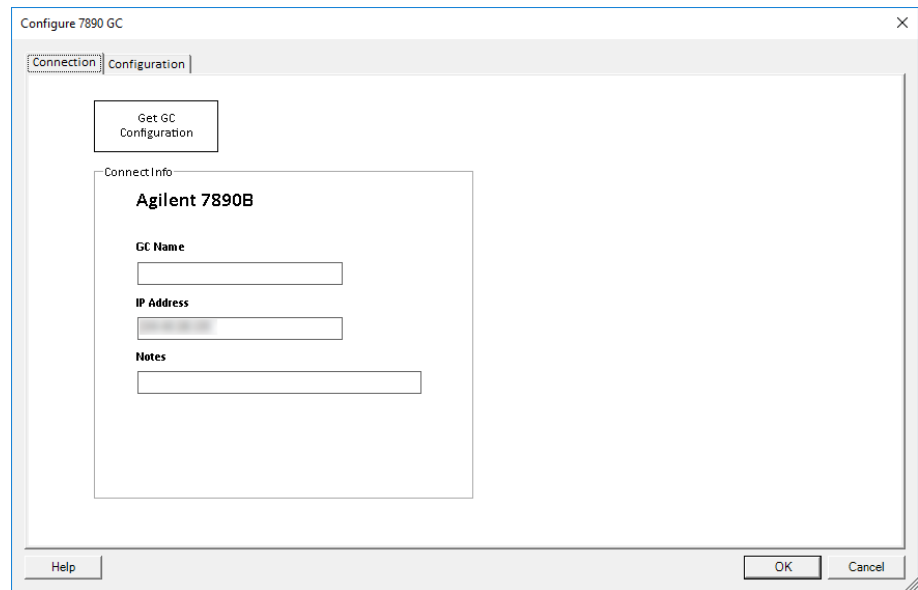 Configure 7890 GC
Connection
Configuration
Get GC
Configuration
Connect Info
Agilent 7890B
GC Name
IP Address
Notes
Help
OK
Cancel